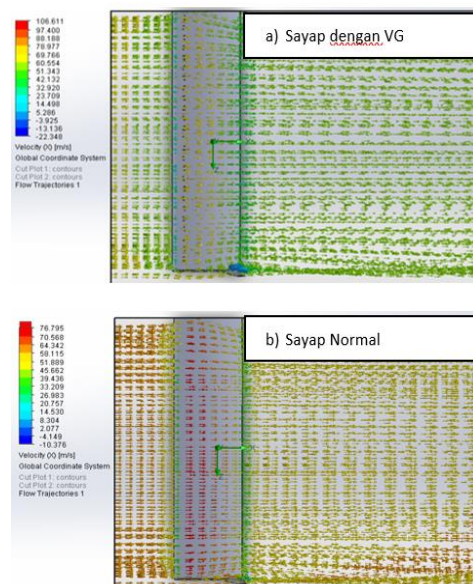 106.611
97.400
88.188
78.977
69.766
60.554
51.343
42.132
32.920
23.709
14.498
5.286
-3.925
-13.136
-22.348
Velocity (X) [m/s]
Global Coordinate System
Cut Plot 1: contours
Cut Plot 2: contours
Flow Trajectories 1
a) Sayap dengan VG
76.795
70.568
64.342
58.115
51.889
45.662
39.436
33.209
26.983
20.757
14.530
8.304
2.077
-4.149
-10.376
Velocity (X) [m/s]
Global Coordinate System
Cut Plot 1: contours
Cut Plot 2: contours
Flow Trajectories 1
b) Sayap Normal